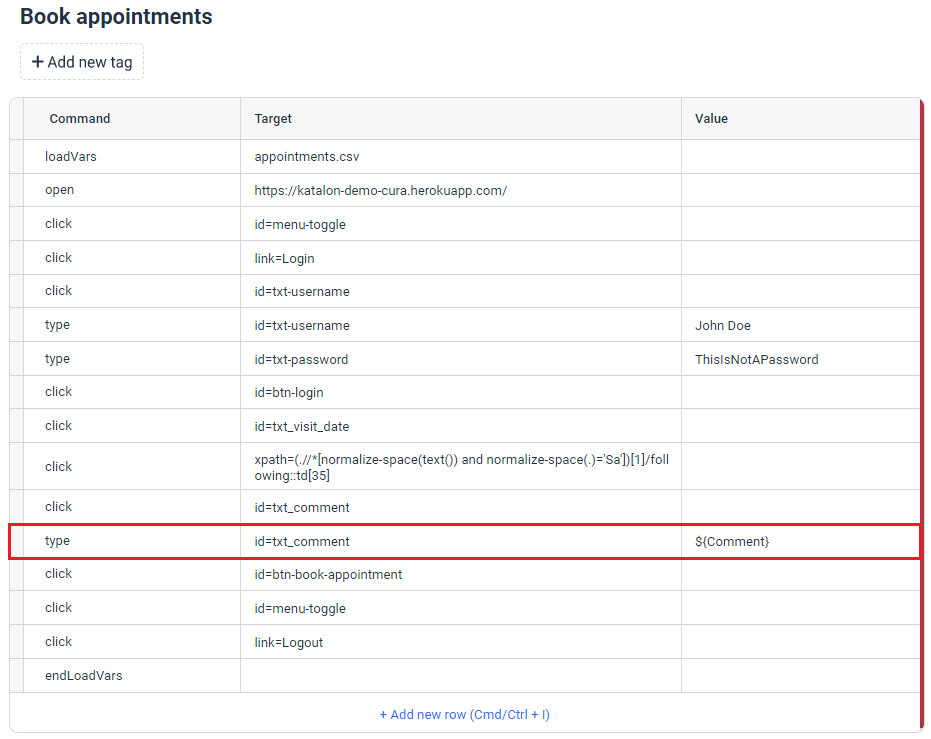 Book appointments
+ Add new tag
Command Target Value
loadVars appointments.csv
open https://katalon-demo-cura.herokuapp.com/
click id=menu-toggle
click link=Login
click id=txt-username
type id=txt-username John Doe
type id=txt-password ThisIsNotAPassword
click id=btn-login
click id=txt_visit_date
click xpath=(.//*[normalize-space(text()) and normalize-space(.)='Sa'])[1]/foll
owing::td[35]
click id=txt_comment
type id=txt_comment ${Comment}
click id=btn-book-appointment
click id=menu-toggle
click link=Logout
endLoadVars
+ Add new row (Cmd/Ctrl + I)